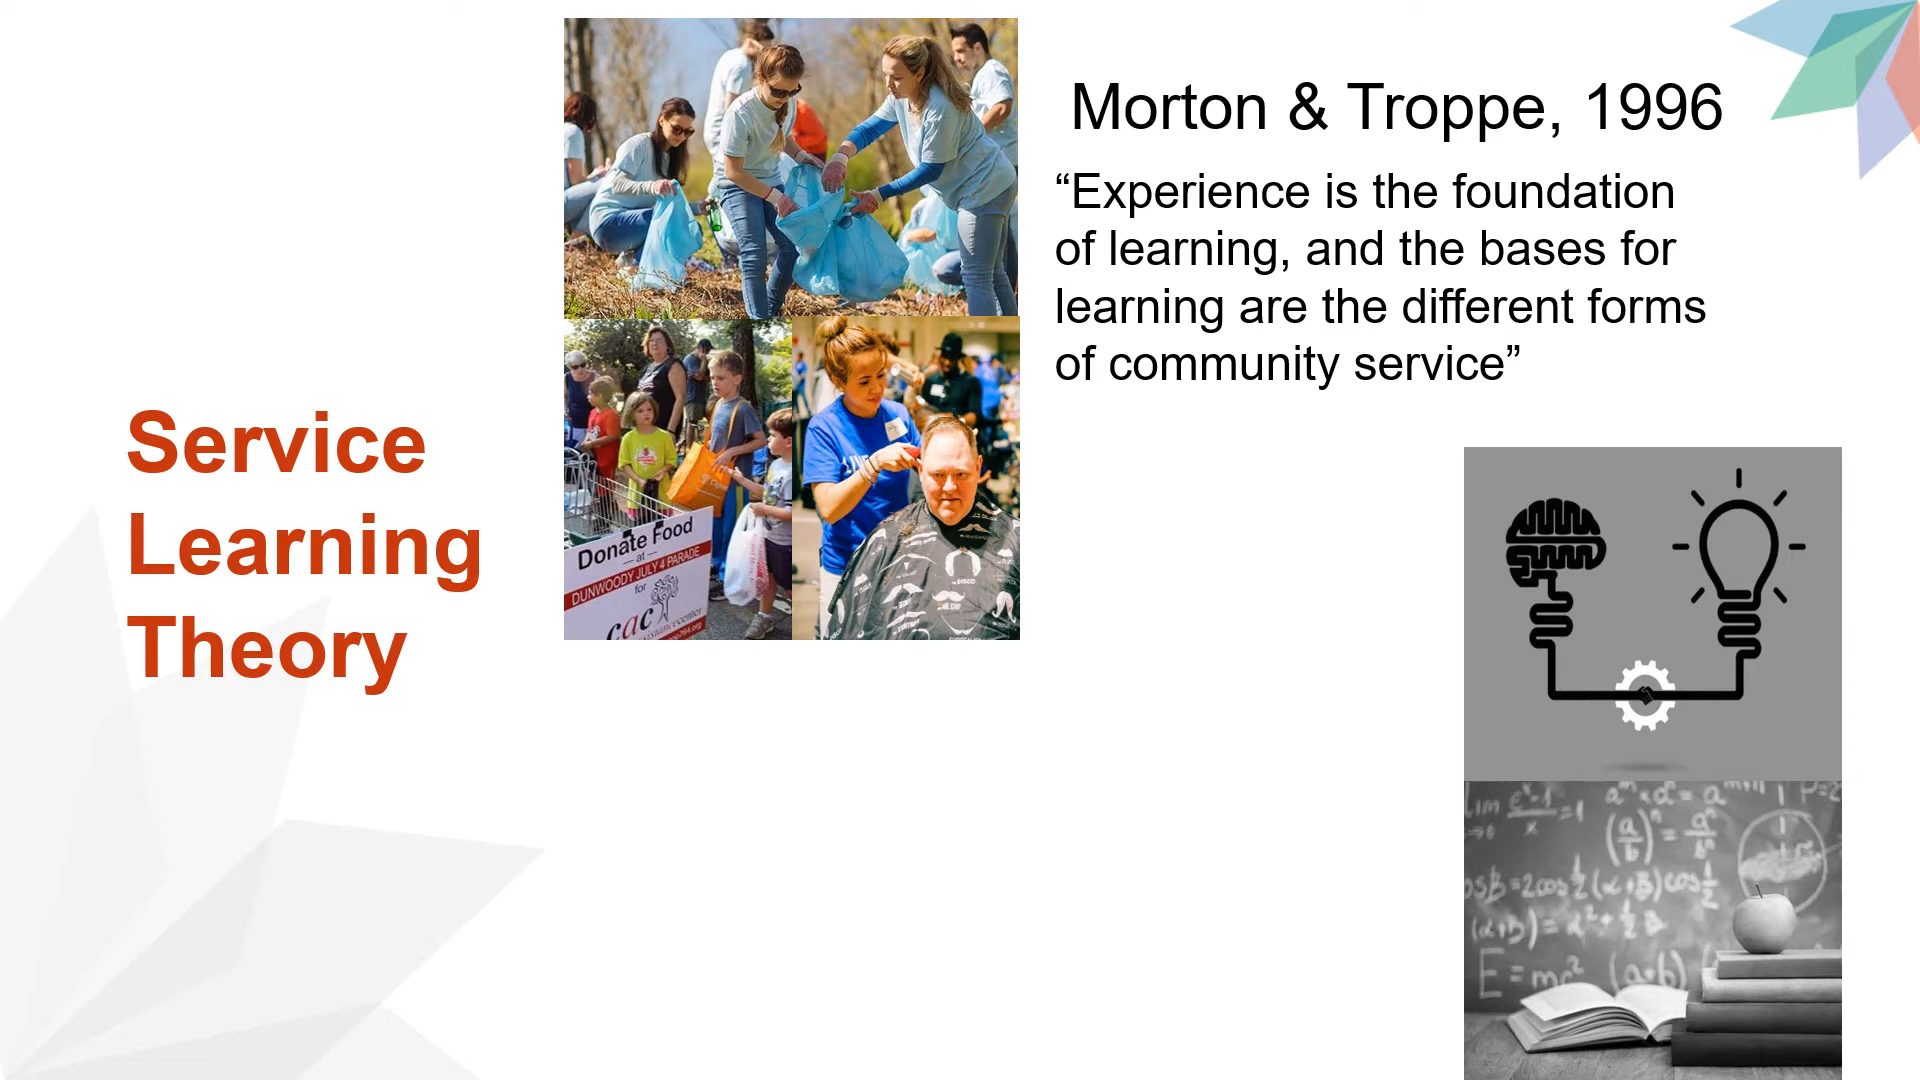 Service
Learning
Theory
Morton & Troppe, 1996
“Experience is the foundation
of learning, and the bases for
learning are the different forms
of community service”
Donate Food
at
DUNWOODY JULY 4 PARADE
for
cac
E=mc²